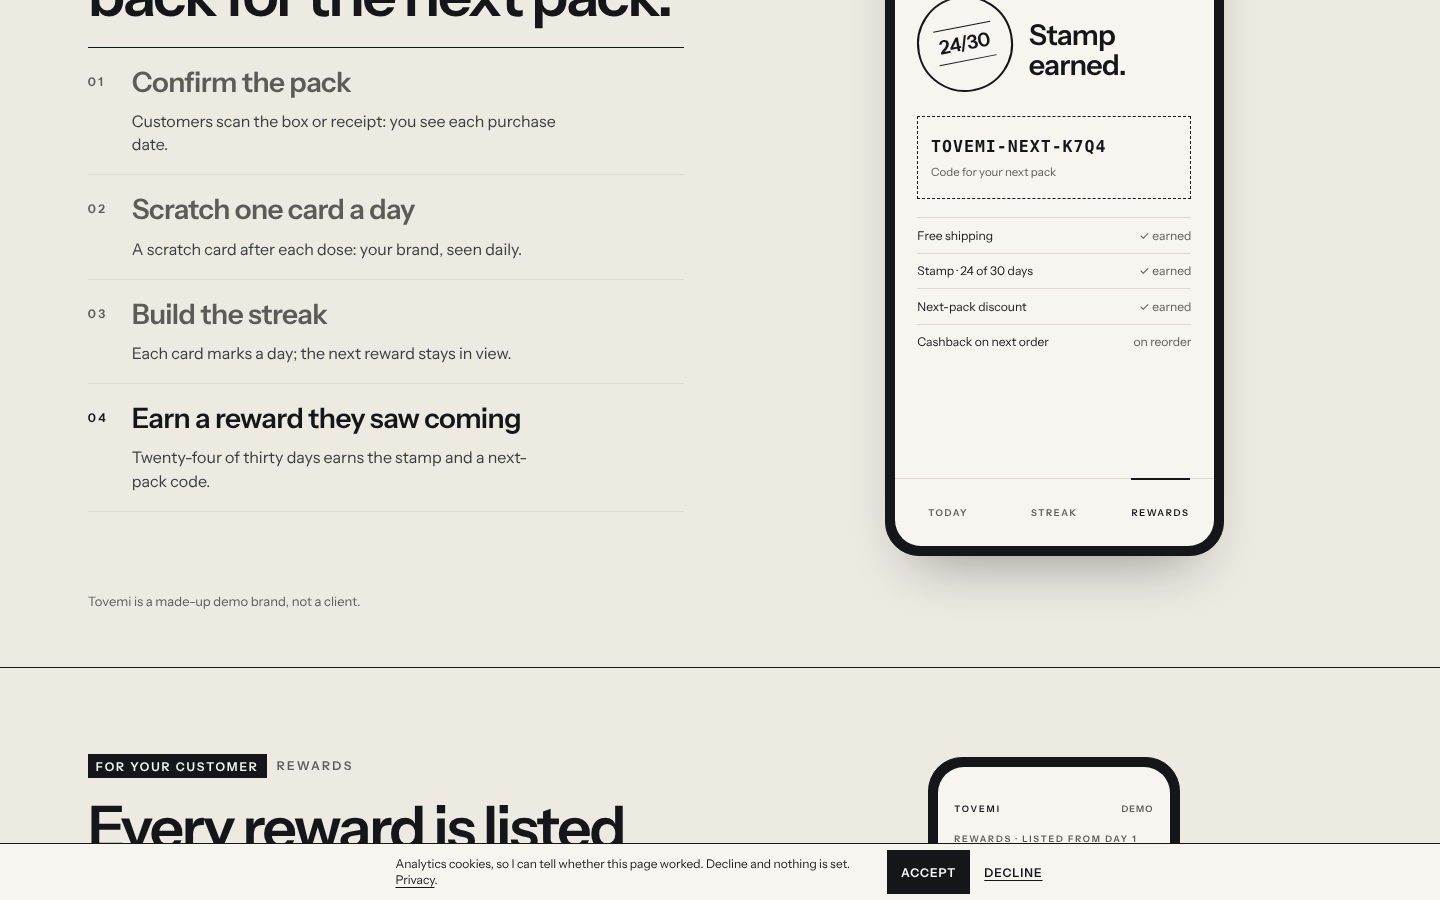 back for the next pack.
01 Confirm the pack
Customers scan the box or receipt: you see each purchase
date.
02 Scratch one card a day
A scratch card after each dose: your brand, seen daily.
03 Build the streak
Each card marks a day; the next reward stays in view.
04 Earn a reward they saw coming
Twenty-four of thirty days earns the stamp and a next-
pack code.
Tovemi is a made-up demo brand, not a client.
24/30
Stamp
earned.
TOVEMI-NEXT-K7Q4
Code for your next pack
Free shipping ✓ earned
Stamp · 24 of 30 days ✓ earned
Next-pack discount ✓ earned
Cashback on next order on reorder
TODAY STREAK REWARDS
FOR YOUR CUSTOMER REWARDS
Every reward is listed
TOVEMI DEMO
REWARDS · LISTED FROM DAY 1
Analytics cookies, so I can tell whether this page worked. Decline and nothing is set.
Privacy.
ACCEPT DECLINE